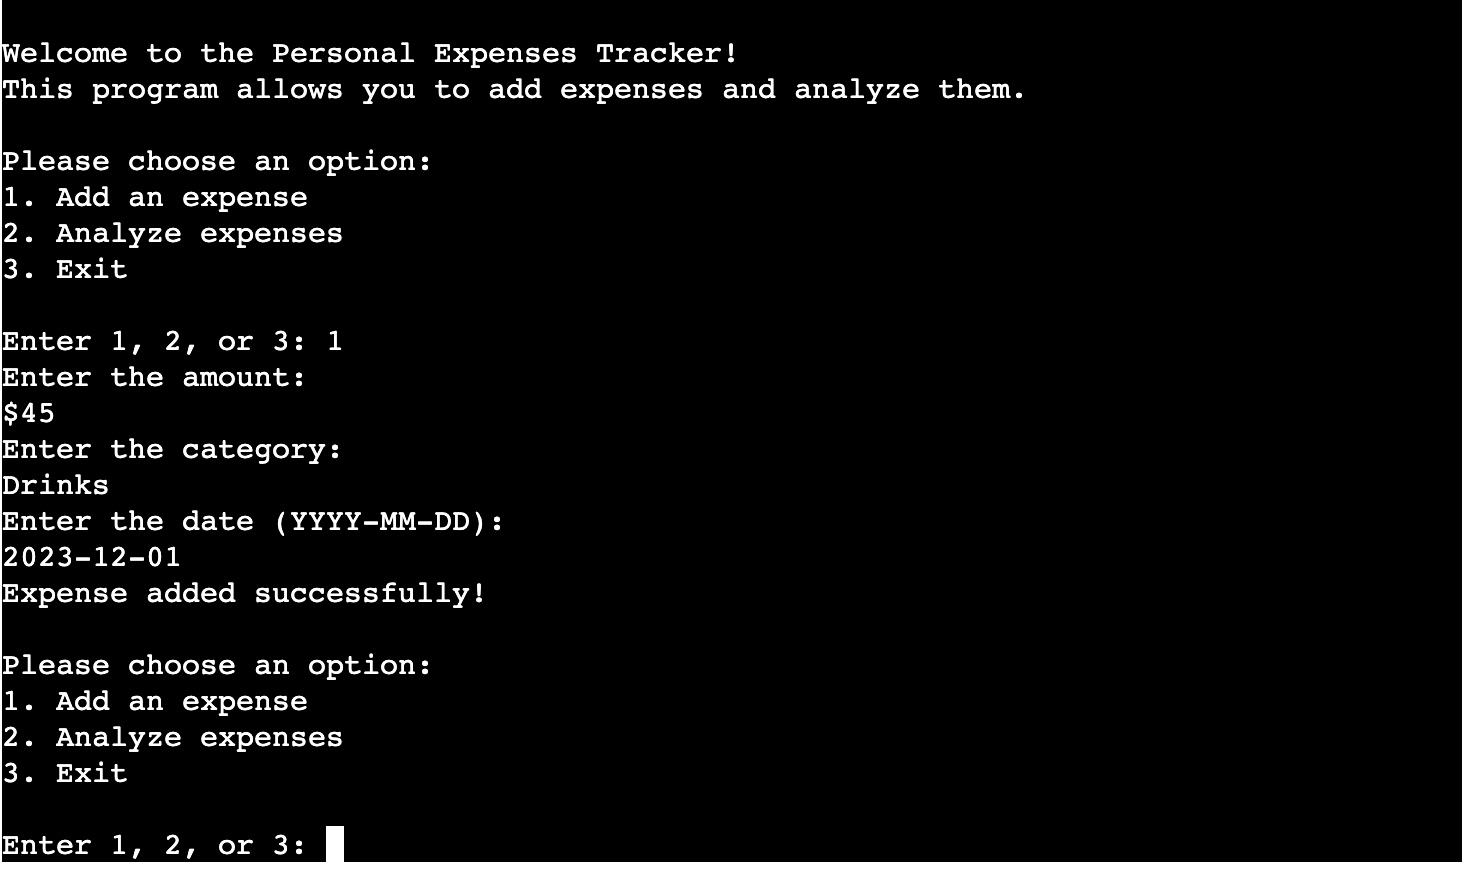 Welcome to the Personal Expenses Tracker!
This program allows you to add expenses and analyze them.
Please choose an option:
1. Add an expense
2. Analyze expenses
3. Exit
Enter 1, 2, or 3: 1
Enter the amount:
$45
Enter the category:
Drinks
Enter the date (YYYY-MM-DD):
2023-12-01
Expense added successfully!
Please choose an option:
1. Add an expense
2. Analyze expenses
3. Exit
Enter 1, 2, or 3: